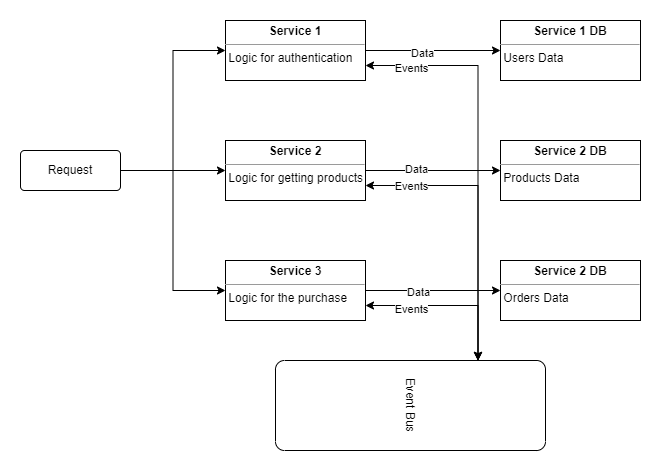 Service 1
Logic for authentication
Data
Events
Service 1 DB
Users Data
Request
Service 2
Logic for getting products
Data
Events
Service 2 DB
Products Data
Service 3
Logic for the purchase
Data
Events
Service 2 DB
Orders Data
Event Bus